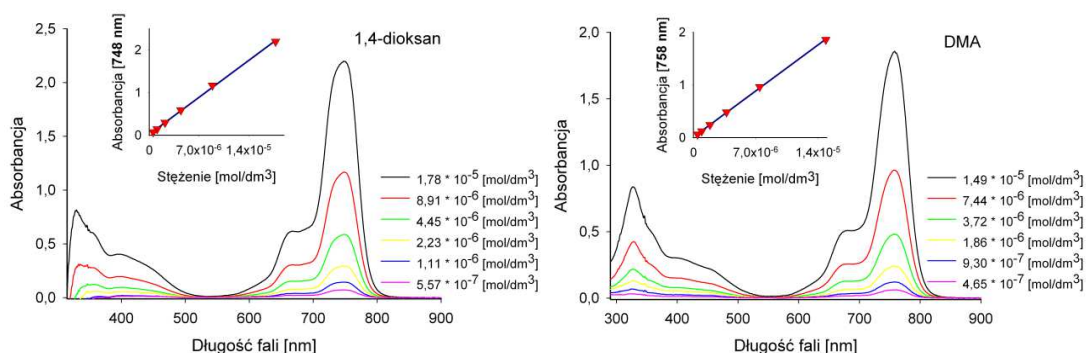 1,4-dioksan
Absorbancja
2,5
2,0
1,5
1,0
0,5
0,0
400
500
600
700
800
900
Długość fali [nm]
Absorbancja [748 nm]
2
1
0
0
7,0x10-6
1,4x10-5
Stężenie [mol/dm3]
1,78 * 10-5 [mol/dm3]
8,91 * 10-6 [mol/dm3]
4,45 * 10-6 [mol/dm3]
2,23 * 10-6 [mol/dm3]
1,11 * 10-6 [mol/dm3]
5,57 * 10-7 [mol/dm3]
DMA
Absorbancja
2,0
1,5
1,0
0,5
0,0
300
400
500
600
700
800
900
Długość fali [nm]
Absorbancja [758 nm]
2
1
0
0
7,0x10-6
1,4x10-5
Stężenie [mol/dm3]
1,49 * 10-5 [mol/dm3]
7,44 * 10-6 [mol/dm3]
3,72 * 10-6 [mol/dm3]
1,86 * 10-6 [mol/dm3]
9,30 * 10-7 [mol/dm3]
4,65 * 10-7 [mol/dm3]